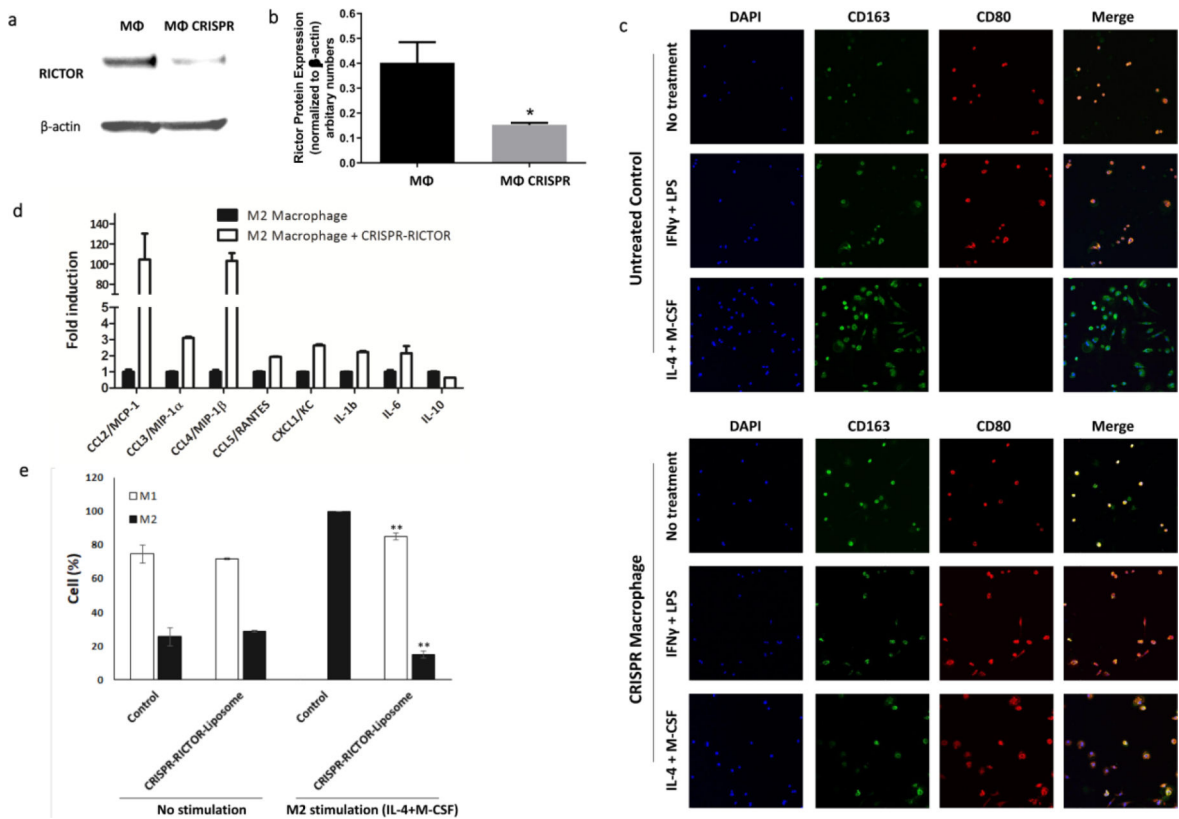 a
MΦ MΦ CRISPR
RICTOR
β-actin
b
Rictor Protein Expression
(normalized to β-actin)
arbitary numbers
0.6
0.5
0.4
0.3
0.2
0.1
0.0
*
MΦ MΦ CRISPR
c
DAPI CD163 CD80 Merge
Untreated Control
No treatment
IFNγ + LPS
IL-4 + M-CSF
DAPI CD163 CD80 Merge
CRISPR Macrophage
No treatment
IFNγ + LPS
IL-4 + M-CSF
d
M2 Macrophage
M2 Macrophage + CRISPR-RICTOR
Fold induction
140
120
100
80
60
5
4
3
2
1
0
CCL2/MCP-1
CCL3/MIP-1α
CCL4/MIP-1β
CCL5/RANTES
CXCL1/KC
IL-1b
IL-6
IL-10
e
M1
M2
Cell (%)
120
100
80
60
40
20
0
**
**
Control
CRISPR-RICTOR-Liposome
Control
CRISPR-RICTOR-Liposome
No stimulation M2 stimulation (IL-4+M-CSF)